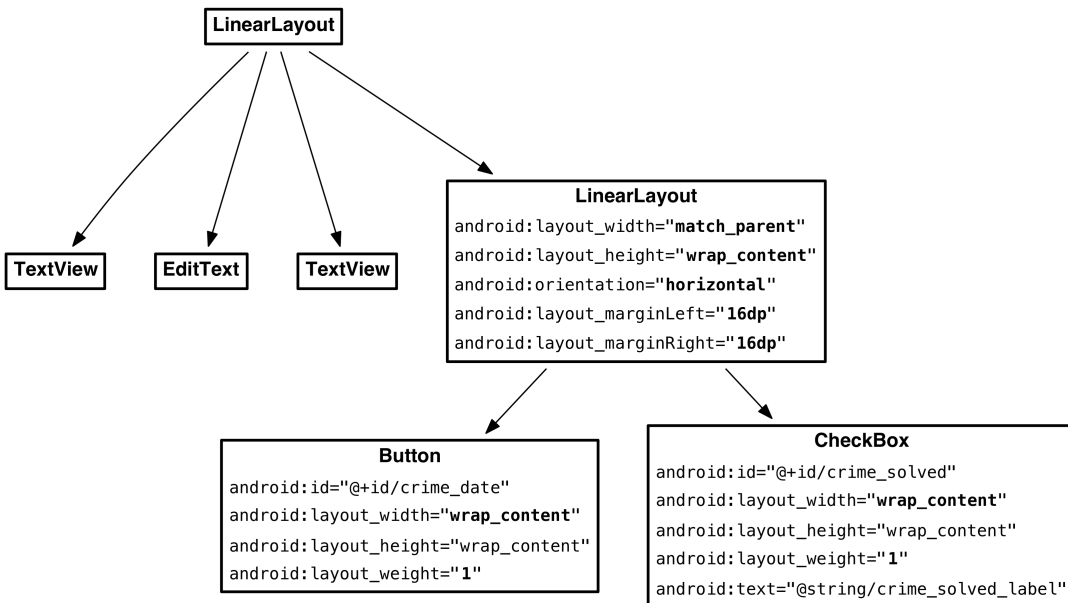 LinearLayout
TextView
EditText
TextView
LinearLayout
android:layout_width="match_parent"
android:layout_height="wrap_content"
android:orientation="horizontal"
android:layout_marginLeft="16dp"
android:layout_marginRight="16dp"
Button
android:id="@+id/crime_date"
android:layout_width="wrap_content"
android:layout_height="wrap_content"
android:layout_weight="1"
CheckBox
android:id="@+id/crime_solved"
android:layout_width="wrap_content"
android:layout_height="wrap_content"
android:layout_weight="1"
android:text="@string/crime_solved_label"